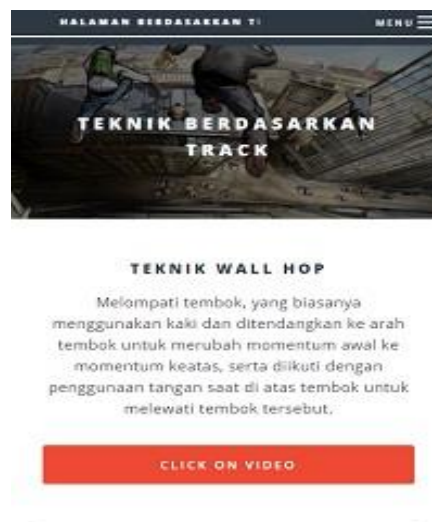 HALAMAN BERDASARKAN T
MENU
TEKNIK BERDASARKAN
TRACK
TEKNIK WALL HOP
Melompati tembok, yang biasanya
menggunakan kaki dan ditendangkan ke arah
tembok untuk merubah momentum awal ke
momentum keatas, serta diikuti dengan
penggunaan tangan saat di atas tembok untuk
melewati tembok tersebut.
CLICK ON VIDEO